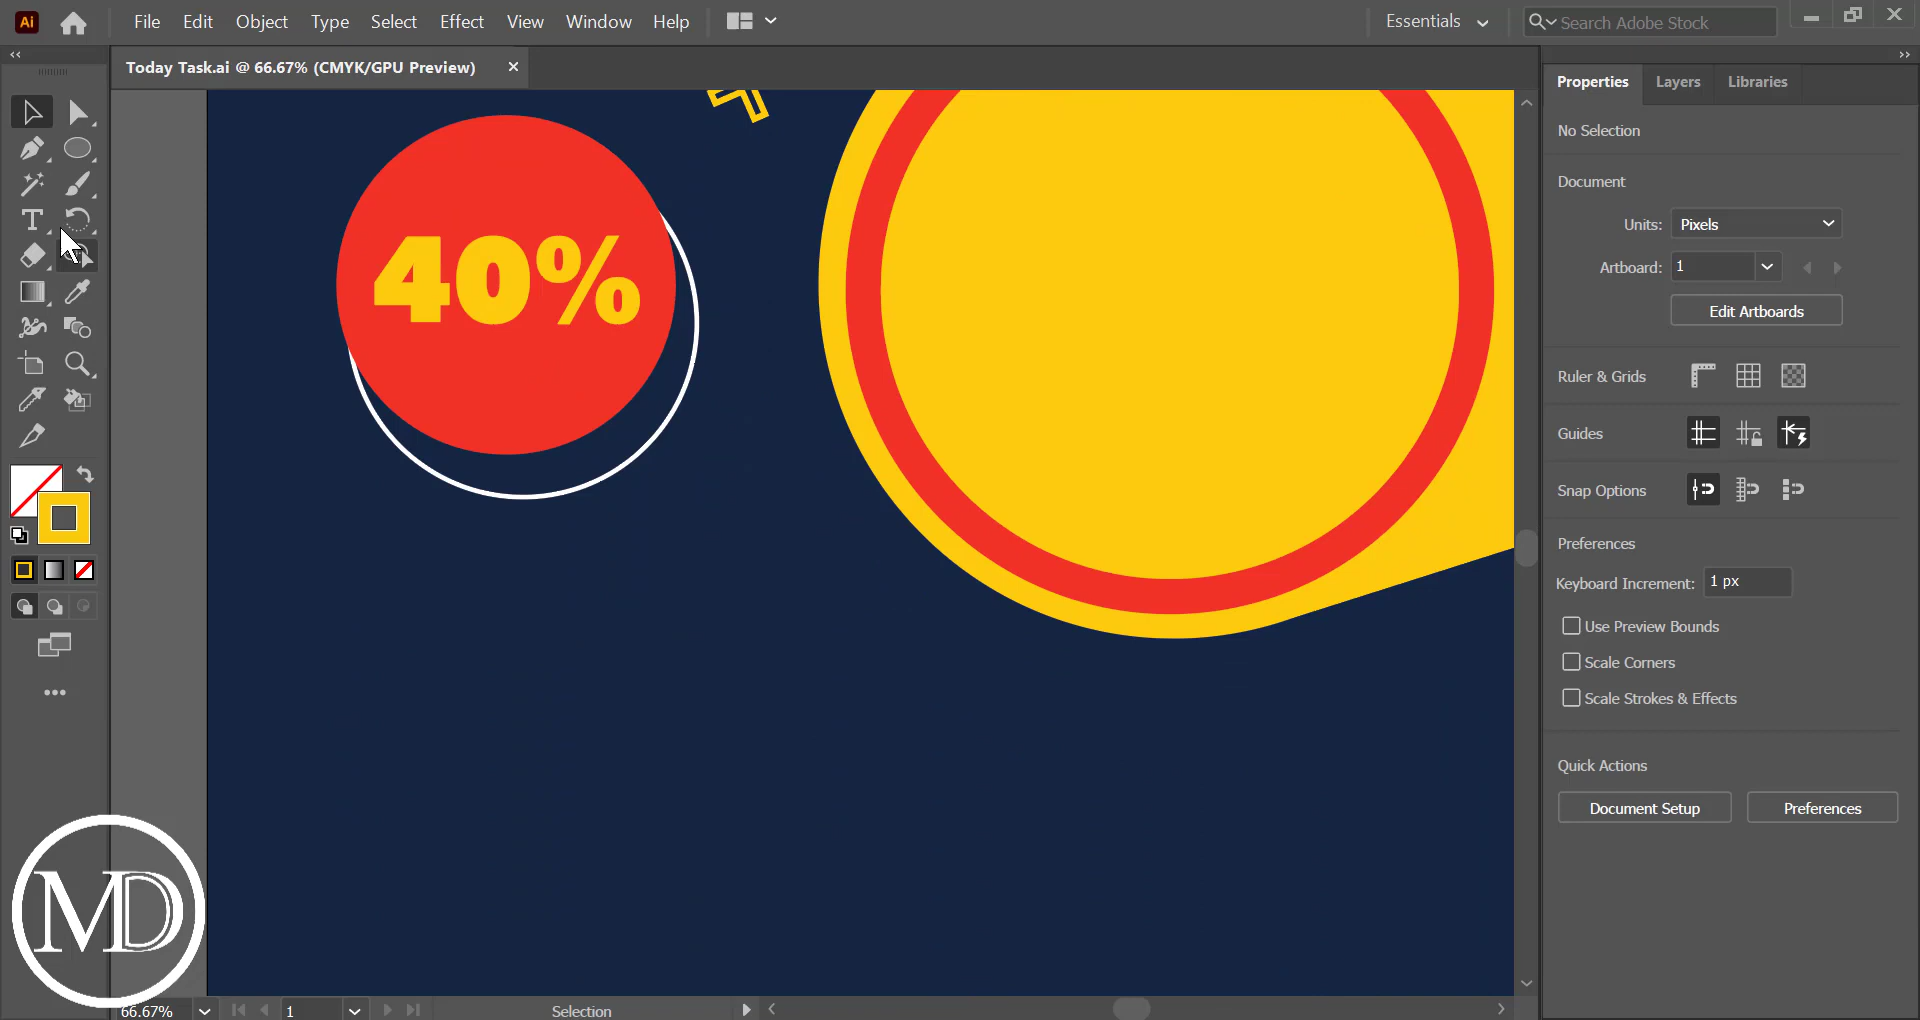 Ai File Edit Object Type Select Effect View Window Help Essentials Search Adobe Stock
Today Task.ai @ 66.67% (CMYK/GPU Preview)
Properties Layers Libraries
No Selection
Document
Units: Pixels
Artboard: 1
Edit Artboards
Ruler & Grids
Guides
Snap Options
Preferences
Keyboard Increment: 1 px
Use Preview Bounds
Scale Corners
Scale Strokes & Effects
Quick Actions
Document Setup Preferences
T
40%
MD
66.67% 1 Selection